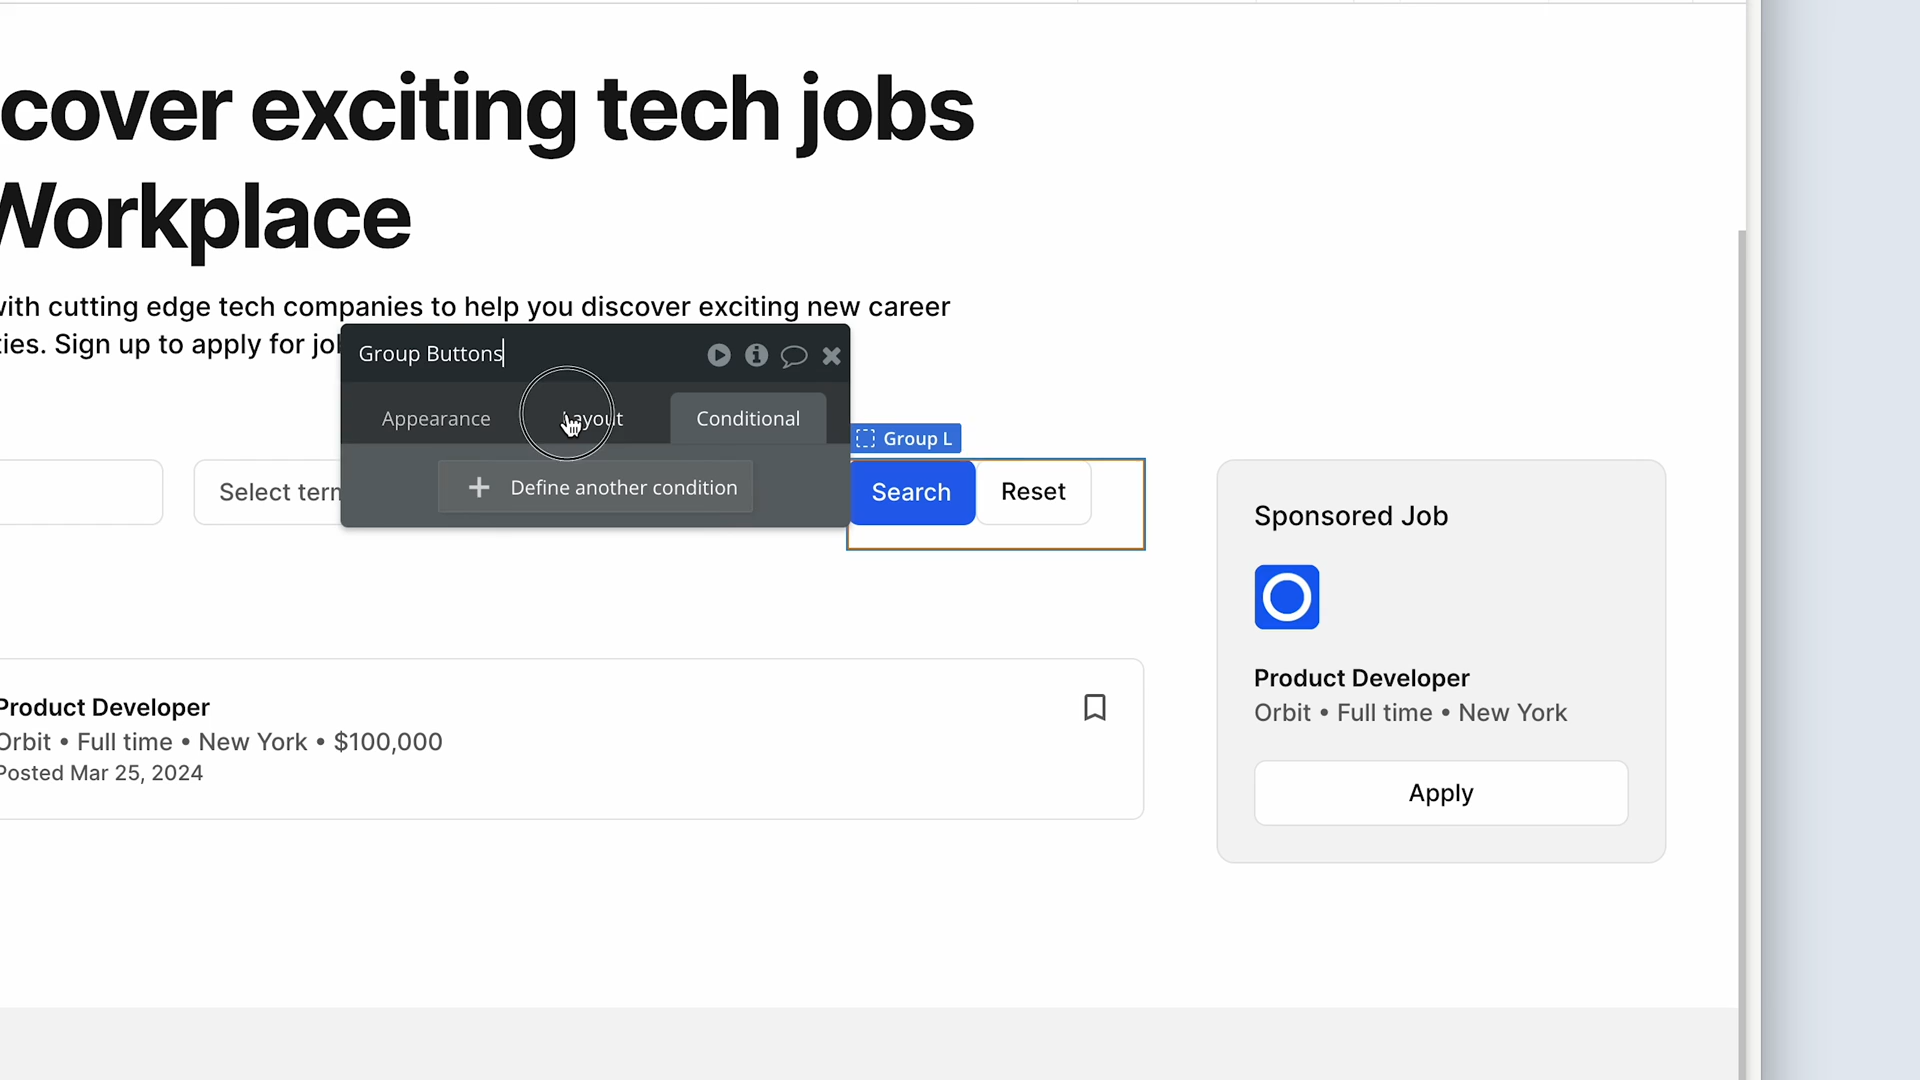 cover exciting tech jobs
Workplace
with cutting edge tech companies to help you discover exciting new career
ties. Sign up to apply for jo
Group Buttons
Appearance
Layout
Conditional
Define another condition
Group L
Select term
Search
Reset
Sponsored Job
Product Developer
Orbit • Full time • New York
Apply
Product Developer
Orbit • Full time • New York • $100,000
Posted Mar 25, 2024